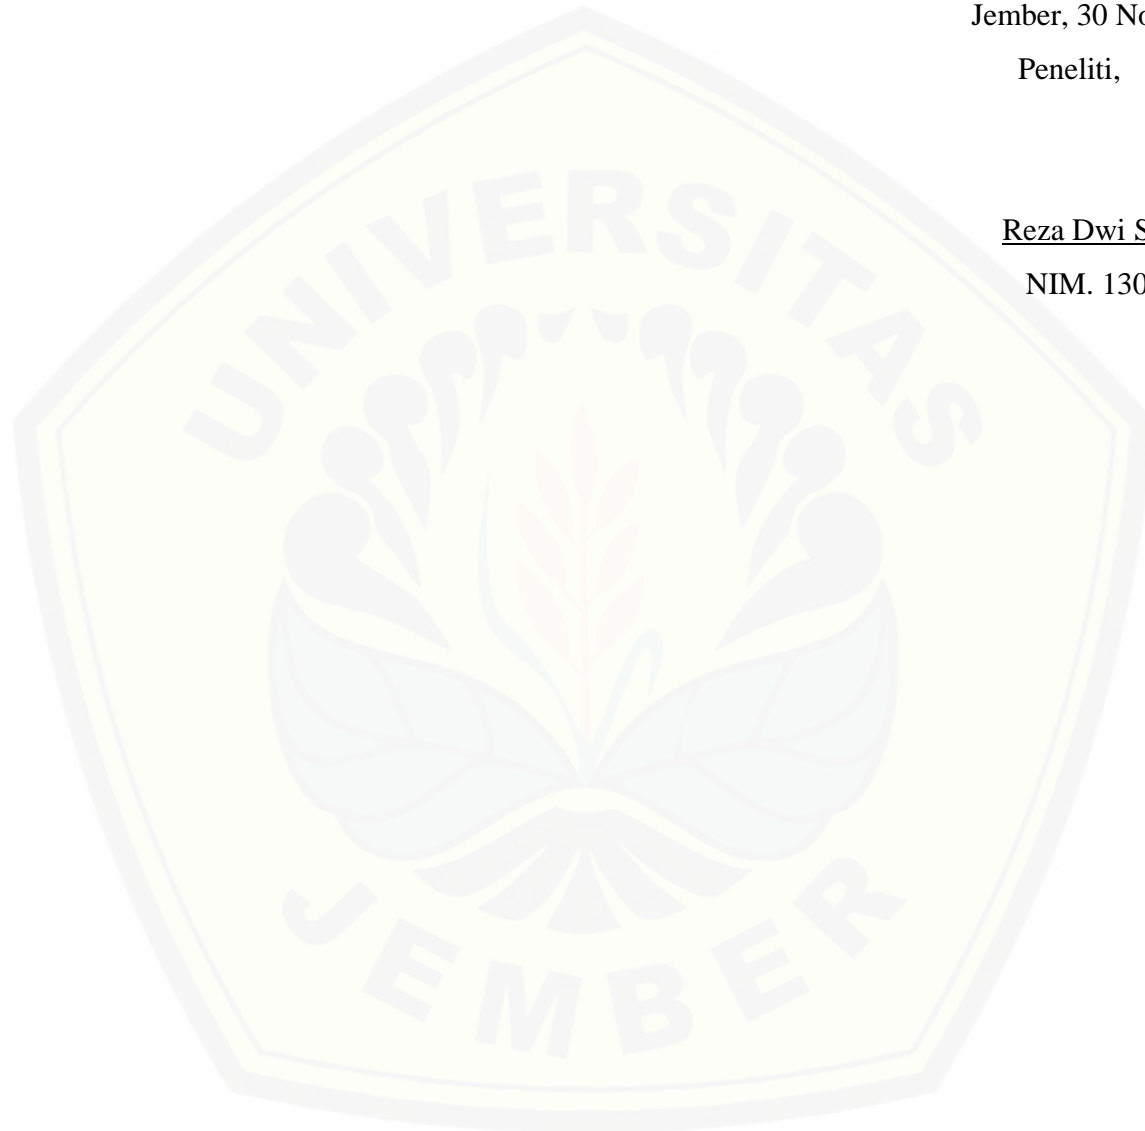 Jember, 30 No
Peneliti,
Reza Dwi S
NIM. 130
UNIVERSITAS
JEMBER